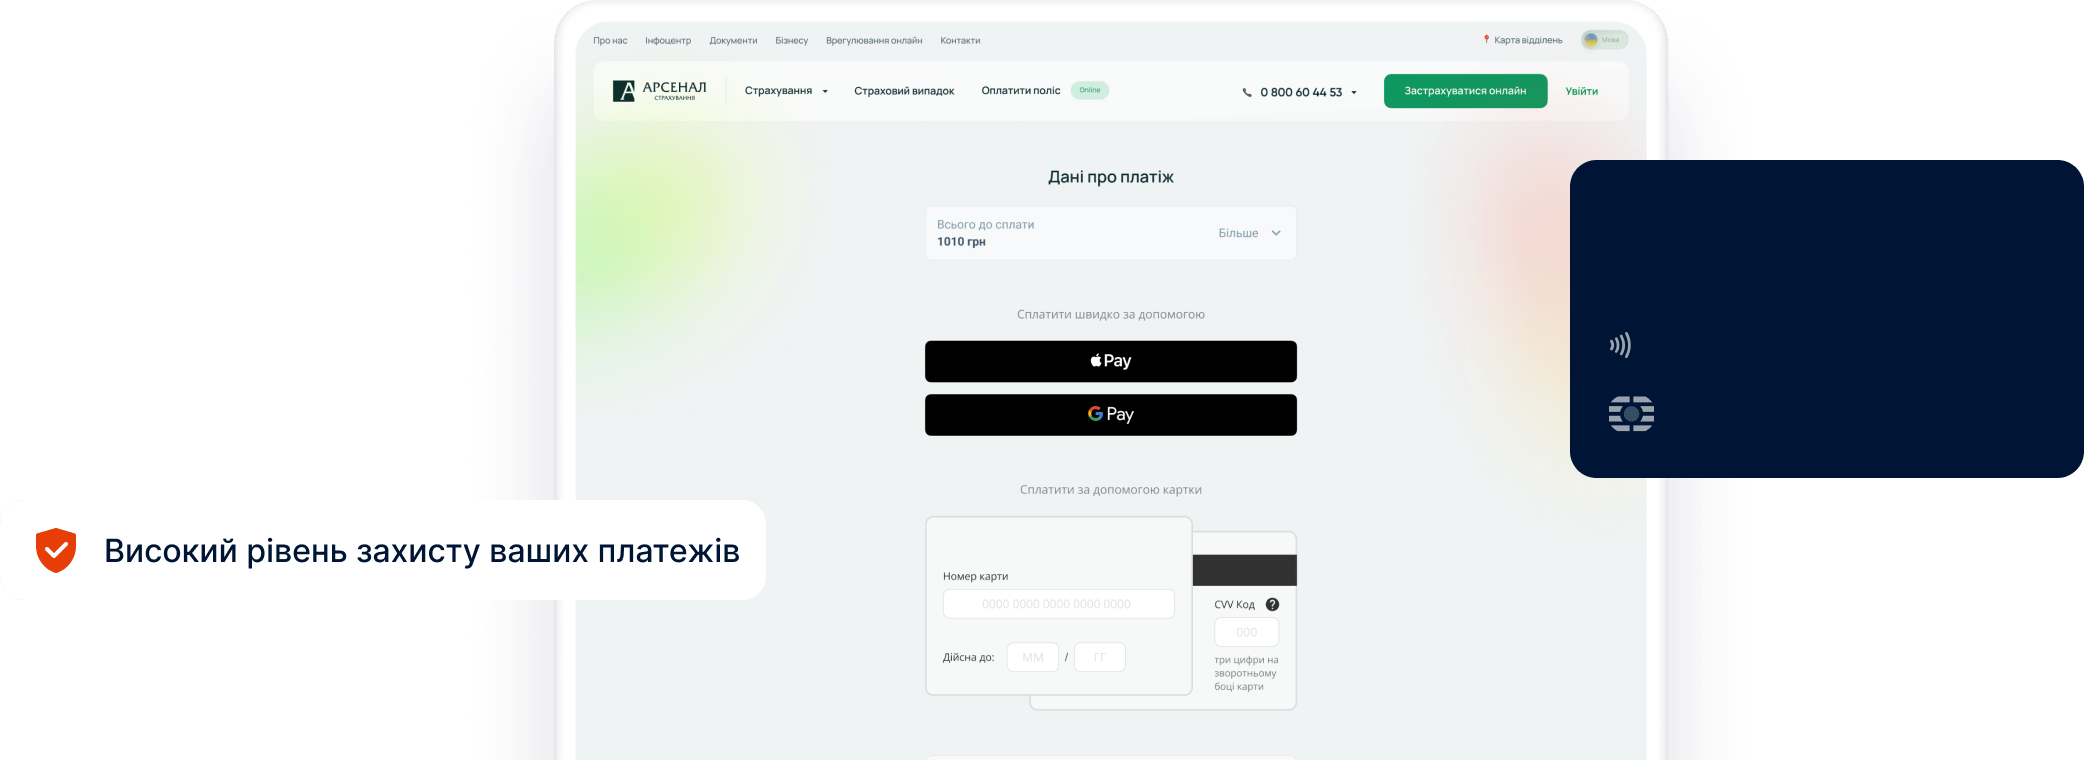 Про нас Інфоцентр Документи Бізнесу Врегулювання онлайн Контакти Карта відділень Мова
АРСЕНАЛ
СТРАХУВАННЯ
Страхування Страховий випадок Оплатити поліс Online 0 800 60 44 53 Застрахуватися онлайн Увійти
Дані про платіж
Всього до сплати
1010 грн
Більше
Сплатити швидко за допомогою
Pay
G Pay
Сплатити за допомогою картки
Високий рівень захисту ваших платежів
Номер карти
0000 0000 0000 0000 0000
Дійсна до: ММ / ГГ
CVV Код ?
000
три цифри на
зворотньому
боці карти